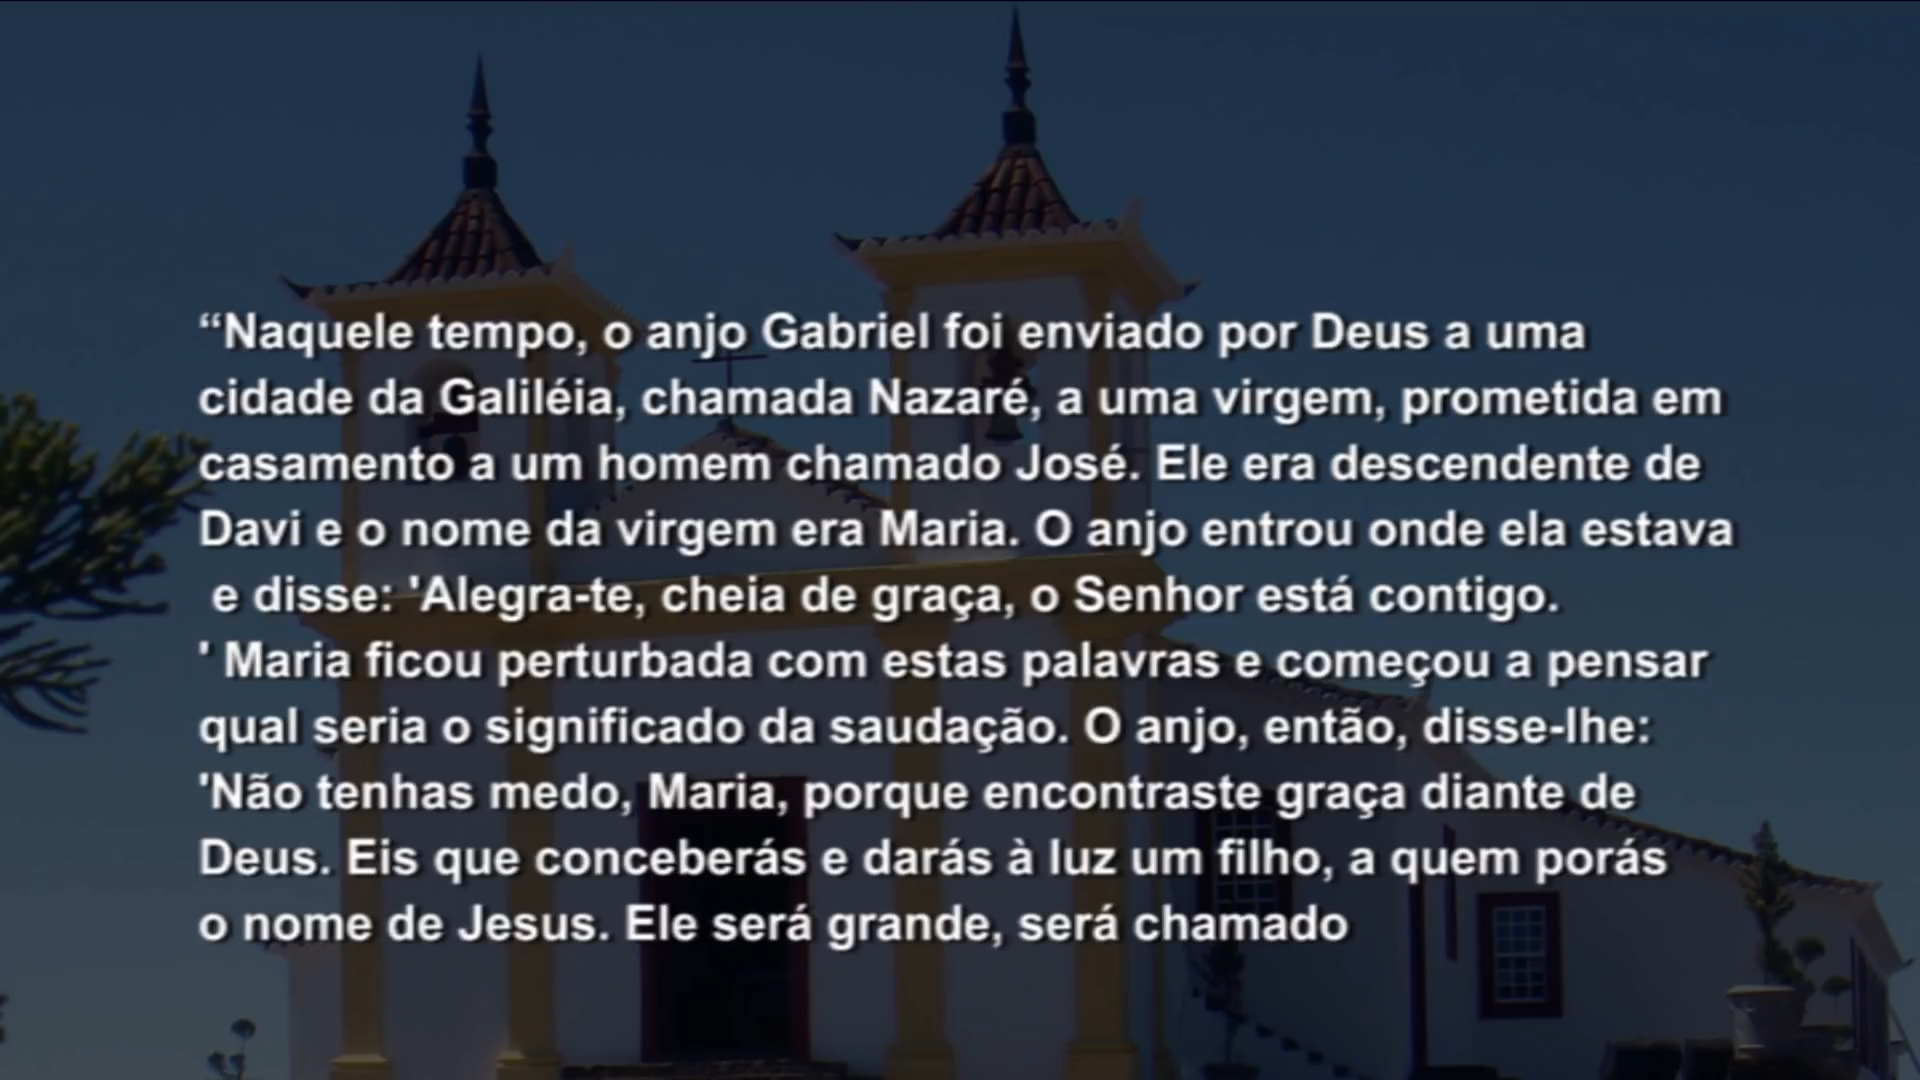 “Naquele tempo, o anjo Gabriel foi enviado por Deus a uma
cidade da Galiléia, chamada Nazaré, a uma virgem, prometida em
casamento a um homem chamado José. Ele era descendente de
Davi e o nome da virgem era Maria. O anjo entrou onde ela estava
e disse: 'Alegra-te, cheia de graça, o Senhor está contigo.
' Maria ficou perturbada com estas palavras e começou a pensar
qual seria o significado da saudação. O anjo, então, disse-lhe:
'Não tenhas medo, Maria, porque encontraste graça diante de
Deus. Eis que conceberás e darás à luz um filho, a quem porás
o nome de Jesus. Ele será grande, será chamado